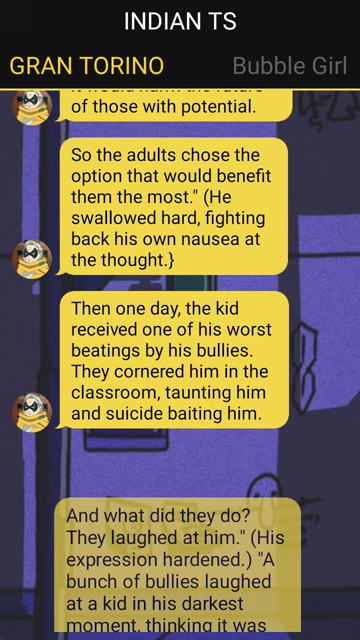 INDIAN TS
GRAN TORINO
Bubble Girl
of those with potential.
So the adults chose the
option that would benefit
them the most." (He
swallowed hard, fighting
back his own nausea at
the thought.}
Then one day, the kid
received one of his worst
beatings by his bullies.
They cornered him in the
classroom, taunting him
and suicide baiting him.
And what did they do?
They laughed at him." (His
expression hardened.) "A
bunch of bullies laughed
at a kid in his darkest
moment, thinking it was